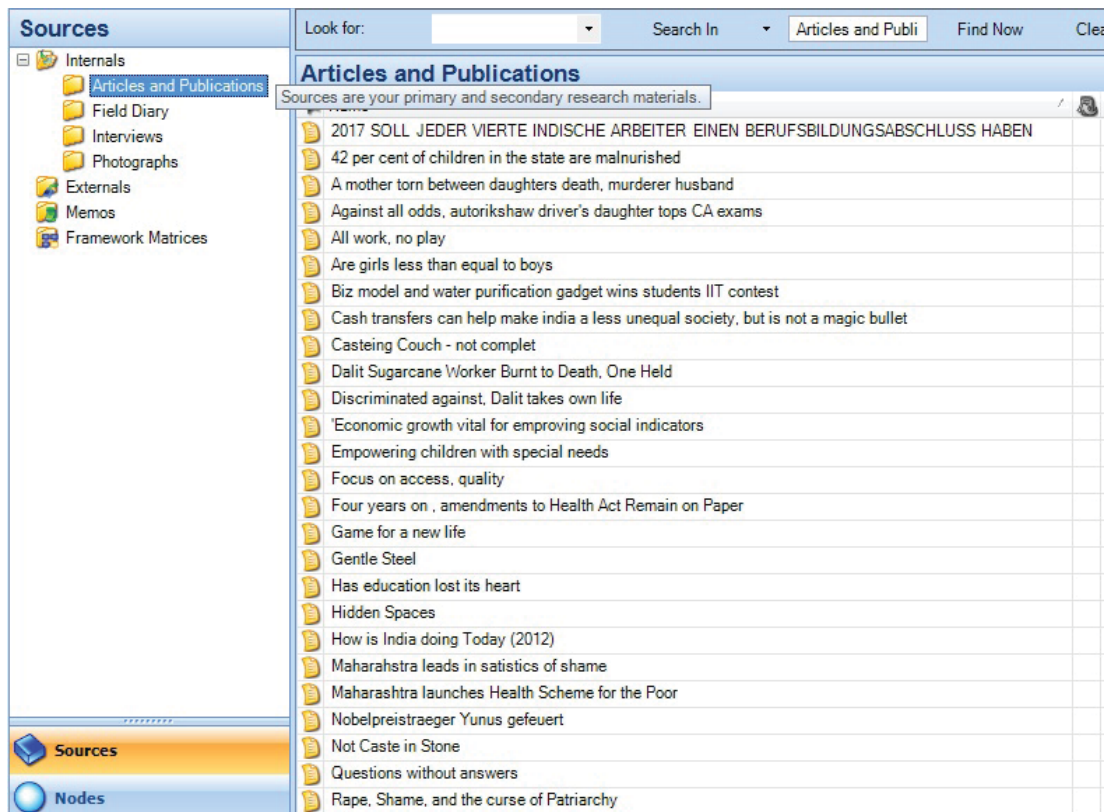 Sources
Internals
Articles and Publications
Field Diary
Interviews
Photographs
Externals
Memos
Framework Matrices
Sources
Nodes
Look for:
Search In
Articles and Publi
Find Now
Clea
Articles and Publications
Sources are your primary and secondary research materials.
2017 SOLL JEDER VIERTE INDISCHE ARBEITER EINEN BERUFSBILDUNGSABSCHLUSS HABEN
42 per cent of children in the state are malnurished
A mother torn between daughters death, murderer husband
Against all odds, autorikshaw driver's daughter tops CA exams
All work, no play
Are girls less than equal to boys
Biz model and water purification gadget wins students IIT contest
Cash transfers can help make india a less unequal society, but is not a magic bullet
Casteing Couch - not complet
Dalit Sugarcane Worker Burnt to Death, One Held
Discriminated against, Dalit takes own life
'Economic growth vital for emproving social indicators
Empowering children with special needs
Focus on access, quality
Four years on , amendments to Health Act Remain on Paper
Game for a new life
Gentle Steel
Has education lost its heart
Hidden Spaces
How is India doing Today (2012)
Maharahstra leads in satistics of shame
Maharashtra launches Health Scheme for the Poor
Nobelpreistraeger Yunus gefeuert
Not Caste in Stone
Questions without answers
Rape, Shame, and the curse of Patriarchy